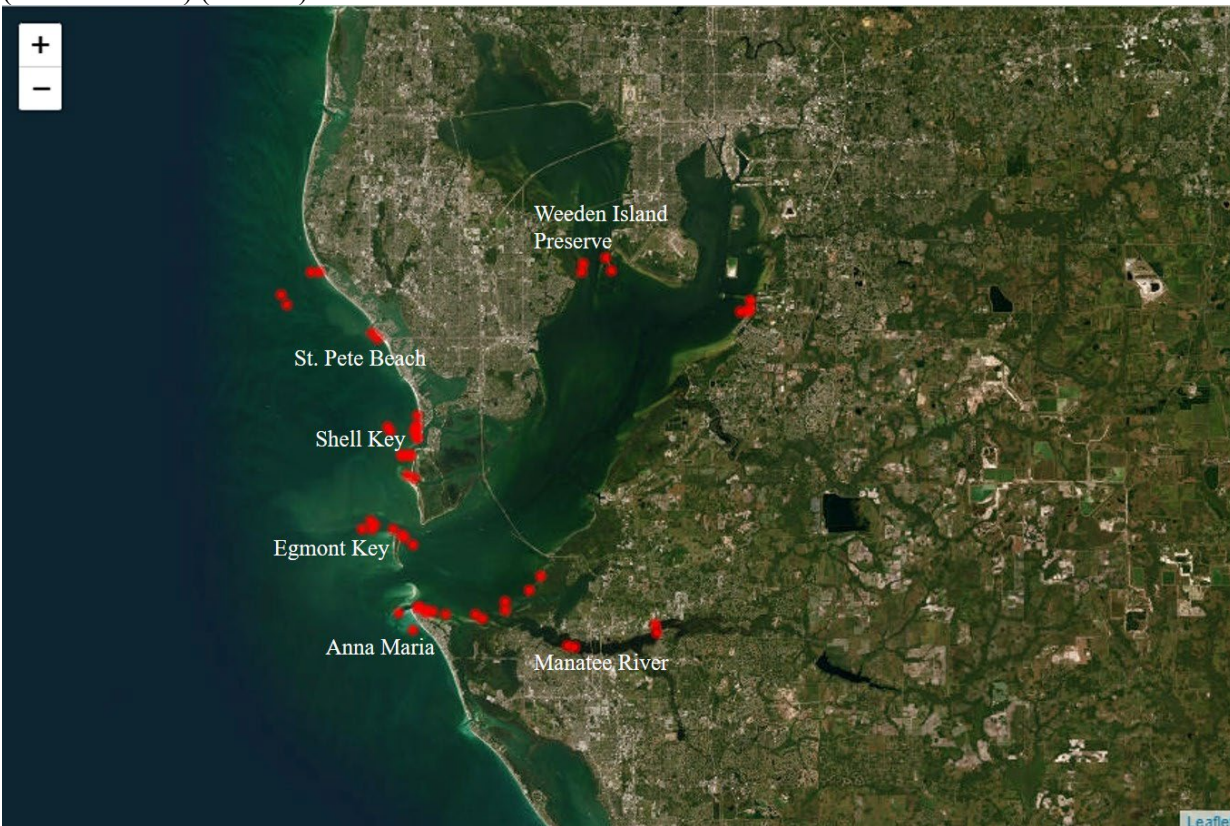 +
−
Weeden Island
Preserve
St. Pete Beach
Shell Key
Egmont Key
Anna Maria
Manatee River